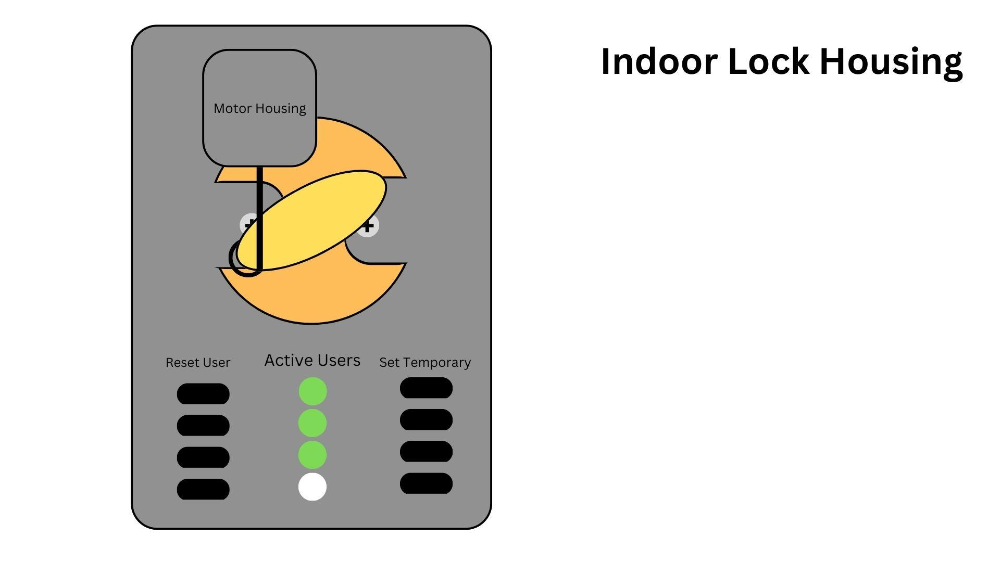 Indoor Lock Housing
Motor Housing
Reset User
Active Users
Set Temporary